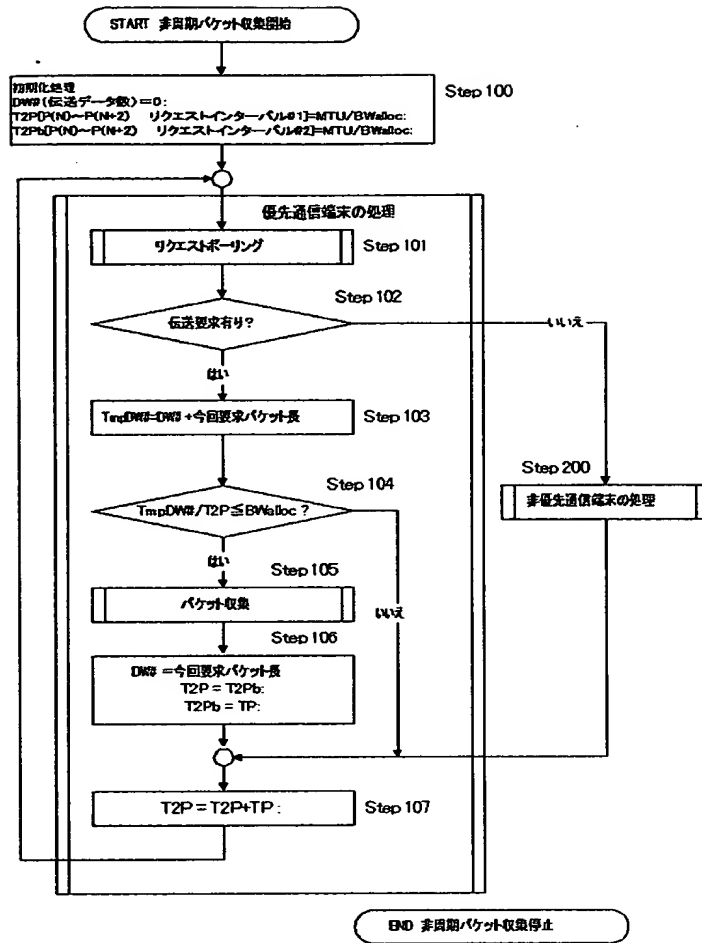 START 非周期パケット収集開始
初期化処理
DW#(伝送データ数)=0:
T2P[P(N)~P(N+2) リクエストインターバル#1]=MTU/BWalloc:
T2Pb[P(N)~P(N+2) リクエストインターバル#2]=MTU/BWalloc:
Step 100
優先通信端末の処理
リクエストポーリング
Step 101
Step 102
伝送要求有り?
いいえ
はい
TmpDW#=DW#+今回要求パケット長
Step 103
Step 104
Step 200
TmpDW#/T2P≦BWalloc ?
非優先通信端末の処理
はい
Step 105
パケット収集
いいえ
Step 106
DW# =今回要求パケット長
T2P = T2Pb:
T2Pb = TP:
T2P = T2P+TP :
Step 107
END 非周期パケット収集停止